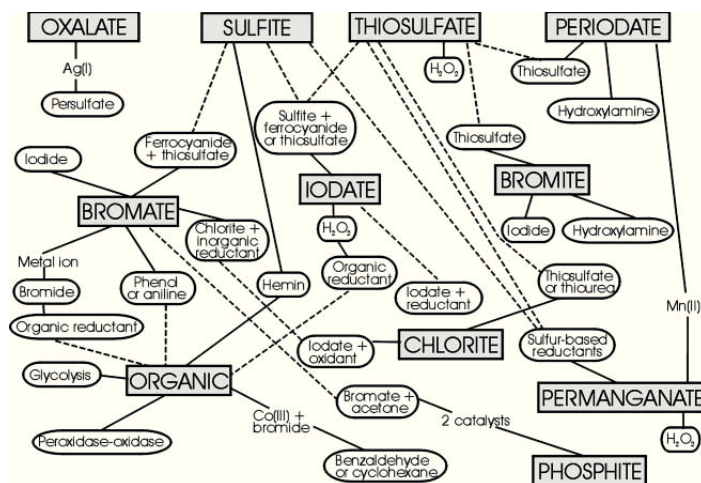 OXALATE
SULFITE
THIOSULFATE
PERIODATE
Ag(I)
H₂O₂
Thiosulfate
Persulfate
Hydroxylamine
Sulfite +
ferrocyanide
or thiosulfate
Ferrocyanide
+ thiosulfate
Thiosulfate
Iodide
IODATE
BROMITE
BROMATE
H₂O₂
Iodide
Hydroxylamine
Chlorite +
inorganic
reductant
Metal ion
Bromide
Phenol
or aniline
Hemin
Organic
reductant
Iodate +
reductant
Thiosulfate
or thiourea
Mn(II)
Organic reductant
Iodate +
oxidant
CHLORITE
Sulfur-based
reductants
Glycolysis
ORGANIC
Bromate +
acetone
PERMANGANATE
Co(III) +
bromide
2 catalysts
Peroxidase-oxidase
H₂O₂
Benzaldehyde
or cyclohexane
PHOSPHITE